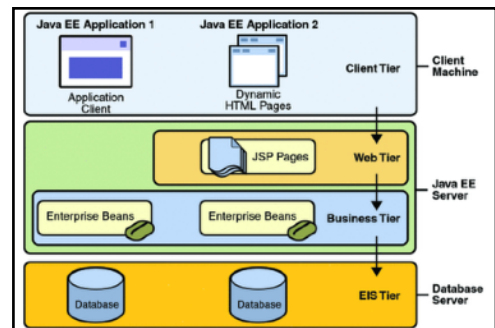 Java EE Application 1
Java EE Application 2
Client Tier
Client
Machine
Application
Client
Dynamic
HTML Pages
JSP Pages
Web Tier
Java EE
Server
Enterprise Beans
Enterprise Beans
Business Tier
Database
Database
EIS Tier
Database
Server